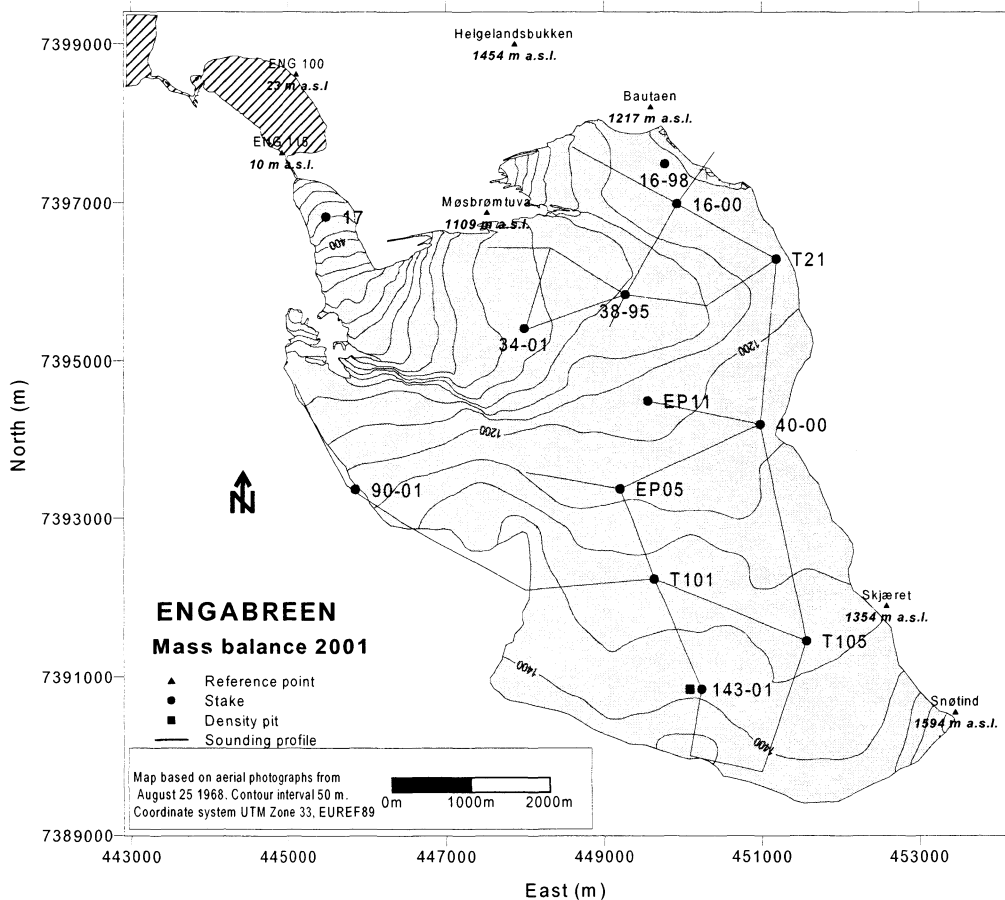 7399000
7397000
7395000
7393000
7391000
7389000
North (m)
443000
445000
447000
449000
451000
453000
East (m)
Helgelandsbukken
1454 m a.s.l.
ENG 100
23 m a.s.l
Bautaen
1217 m a.s.l.
ENG 115
10 m a.s.l.
16-98
Møsbrømtuva
1109 m a.s.l.
16-00
17
400
T21
38-95
34-01
1200
EP11
40-00
1200
90-01
EP05
N
T101
Skjæret
1354 m a.s.l.
T105
1400
143-01
Snøtind
1594 m a.s.l.
1400
ENGABREEN
Mass balance 2001
Reference point
Stake
Density pit
Sounding profile
Map based on aerial photographs from
August 25 1968. Contour interval 50 m.
Coordinate system UTM Zone 33, EUREF89
0m
1000m
2000m